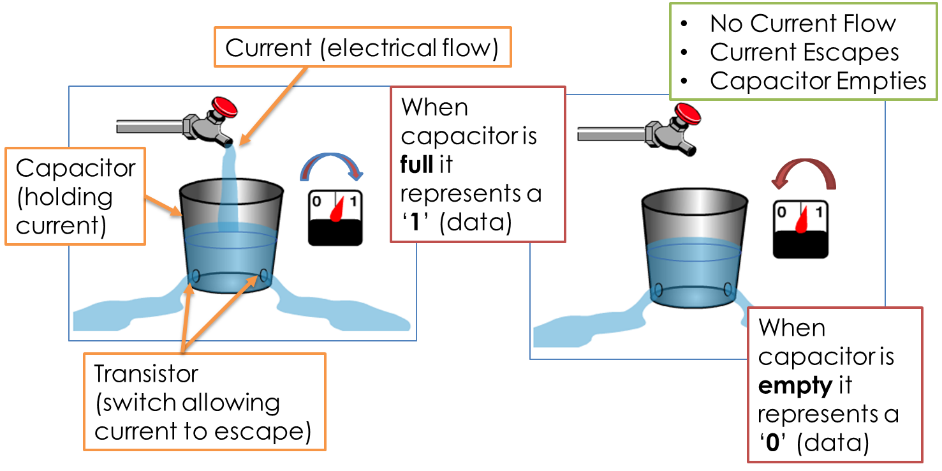 Current (electrical flow)
• No Current Flow
• Current Escapes
• Capacitor Empties
When
capacitor is
full it
represents a
‘1’ (data)
Capacitor
(holding
current)
0 1
0 1
Transistor
(switch allowing
current to escape)
When
capacitor is
empty it
represents a
‘0’ (data)